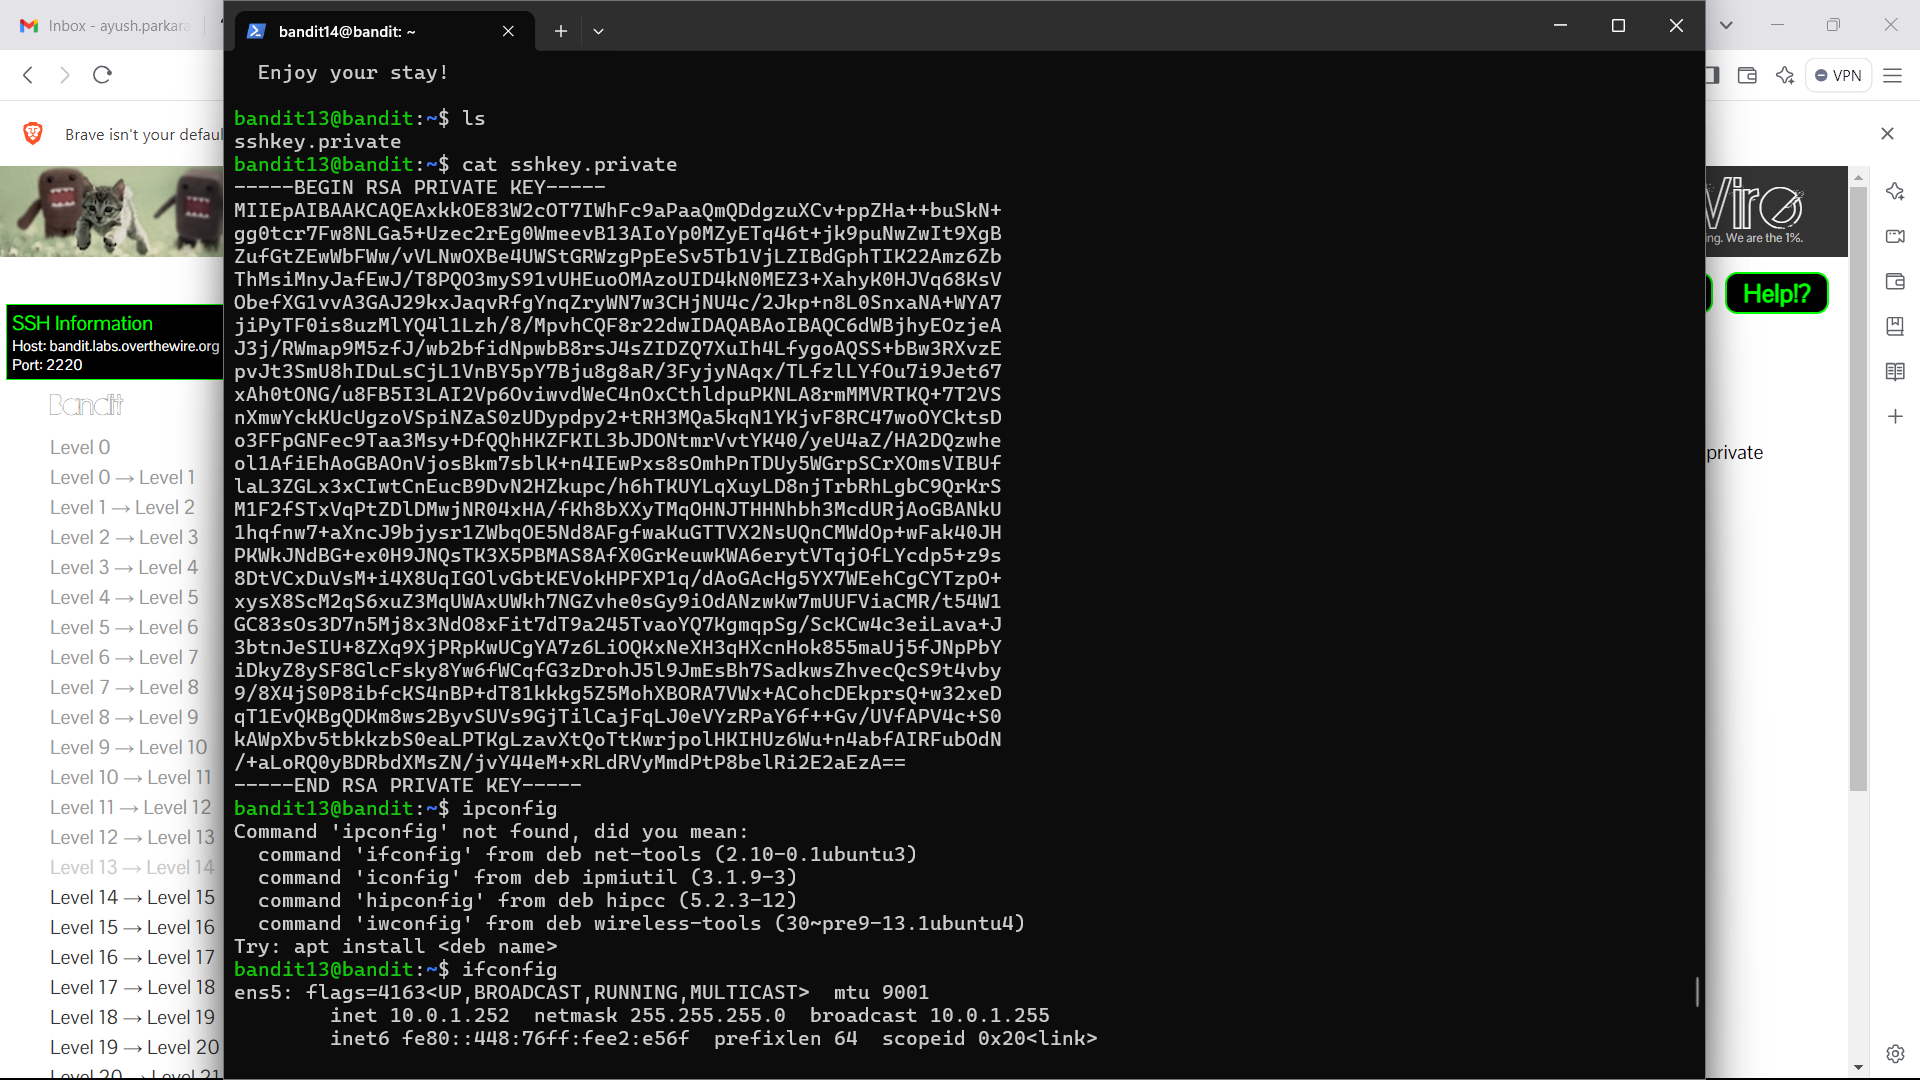 Inbox - ayush.parkara
bandit14@bandit: ~
VPN
Brave isn't your defaul
ing. We are the 1%.
Help!?
SSH Information
Host: bandit.labs.overthewire.org
Port: 2220
Bandit
Level 0
Level 0 → Level 1
Level 1 → Level 2
Level 2 → Level 3
Level 3 → Level 4
Level 4 → Level 5
Level 5 → Level 6
Level 6 → Level 7
Level 7 → Level 8
Level 8 → Level 9
Level 9 → Level 10
Level 10 → Level 11
Level 11 → Level 12
Level 12 → Level 13
Level 13 → Level 14
Level 14 → Level 15
Level 15 → Level 16
Level 16 → Level 17
Level 17 → Level 18
Level 18 → Level 19
Level 19 → Level 20
Level 20 → Level 21
private
Enjoy your stay!
bandit13@bandit:~$ ls
sshkey.private
bandit13@bandit:~$ cat sshkey.private
-----BEGIN RSA PRIVATE KEY-----
MIIEpAIBAAKCAQEAxkkOE83W2cOT7IWhFc9aPaaQmQDdgzuXCv+ppZHa++buSkN+
gg0tcr7Fw8NLGa5+Uzec2rEg0WmeevB13AIoYp0MZyETq46t+jk9puNwZwIt9XgB
ZufGtZEwWbFWw/vVLNwOXBe4UWStGRWzgPpEeSv5Tb1VjLZIBdGphTIK22Amz6Zb
ThMsiMnyJafEwJ/T8PQO3myS91vUHEuoOMAzoUID4kN0MEZ3+XahyK0HJVq68KsV
ObefXG1vvA3GAJ29kxJaqvRfgYnqZryWN7w3CHjNU4c/2Jkp+n8L0SnxaNA+WYA7
jiPyTF0is8uzMlYQ4l1Lzh/8/MpvhCQF8r22dwIDAQABAoIBAQC6dWBjhyEOzjeA
J3j/RWmap9M5zfJ/wb2bfidNpwbB8rsJ4sZIDZQ7XuIh4LfygoAQSS+bBw3RXvzE
pvJt3SmU8hIDuLsCjL1VnBY5pY7Bju8g8aR/3FyjyNAqx/TLfzlLYfOu7i9Jet67
xAh0tONG/u8FB5I3LAI2Vp6OviwvdWeC4nOxCthldpuPKNLA8rmMMVRTKQ+7T2VS
nXmwYckKUcUgzoVSpiNZaS0zUDypdpy2+tRH3MQa5kqN1YKjvF8RC47woOYCktsD
o3FFpGNFec9Taa3Msy+DfQQhHKZFKIL3bJDONtmrVvtYK40/yeU4aZ/HA2DQzwhe
ol1AfiEhAoGBAOnVjosBkm7sblK+n4IEwPxs8sOmhPnTDUy5WGrpSCrXOmsVIBUf
laL3ZGLx3xCIwtCnEucB9DvN2HZkupc/h6hTKUYLqXuyLD8njTrbRhLgbC9QrKrS
M1F2fSTxVqPtZDlDMwjNR04xHA/fKh8bXXyTMqOHNJTHHNhbh3McdURjAoGBANkU
1hqfnw7+aXncJ9bjysr1ZWbqOE5Nd8AFgfwaKuGTTVX2NsUQnCMWdOp+wFak40JH
PKWkJNdBG+ex0H9JNQsTK3X5PBMAS8AfX0GrKeuwKWA6erytVTqjOfLYcdp5+z9s
8DtVCxDuVsM+i4X8UqIGOlvGbtKEVokHPFXP1q/dAoGAcHg5YX7WEehCgCYTzpO+
xysX8ScM2qS6xuZ3MqUWAxUWkh7NGZvhe0sGy9iOdANzwKw7mUUFViaCMR/t54W1
GC83sOs3D7n5Mj8x3NdO8xFit7dT9a245TvaoYQ7KgmqpSg/ScKCw4c3eiLava+J
3btnJeSIU+8ZXq9XjPRpKwUCgYA7z6LiOQKxNeXH3qHXcnHok855maUj5fJNpPbY
iDkyZ8ySF8GlcFsky8Yw6fWCqfG3zDrohJ5l9JmEsBh7SadkwsZhvecQcS9t4vby
9/8X4jS0P8ibfcKS4nBP+dT81kkkg5Z5MohXBORA7VWx+ACohcDEkprsQ+w32xeD
qT1EvQKBgQDKm8ws2ByvSUVs9GjTilCajFqLJ0eVYzRPaY6f++Gv/UVfAPV4c+S0
kAWpXbv5tbkkzbS0eaLPTKgLzavXtQoTtKwrjpolHKIHUz6Wu+n4abfAIRFubOdN
/+aLoRQ0yBDRbdXMsZN/jvY44eM+xRLdRVyMmdPtP8belRi2E2aEzA==
-----END RSA PRIVATE KEY-----
bandit13@bandit:~$ ipconfig
Command 'ipconfig' not found, did you mean:
command 'ifconfig' from deb net-tools (2.10-0.1ubuntu3)
command 'iconfig' from deb ipmiutil (3.1.9-3)
command 'hipconfig' from deb hipcc (5.2.3-12)
command 'iwconfig' from deb wireless-tools (30~pre9-13.1ubuntu4)
Try: apt install <deb name>
bandit13@bandit:~$ ifconfig
ens5: flags=4163<UP,BROADCAST,RUNNING,MULTICAST>  mtu 9001
inet 10.0.1.252  netmask 255.255.255.0  broadcast 10.0.1.255
inet6 fe80::448:76ff:fee2:e56f  prefixlen 64  scopeid 0x20<link>